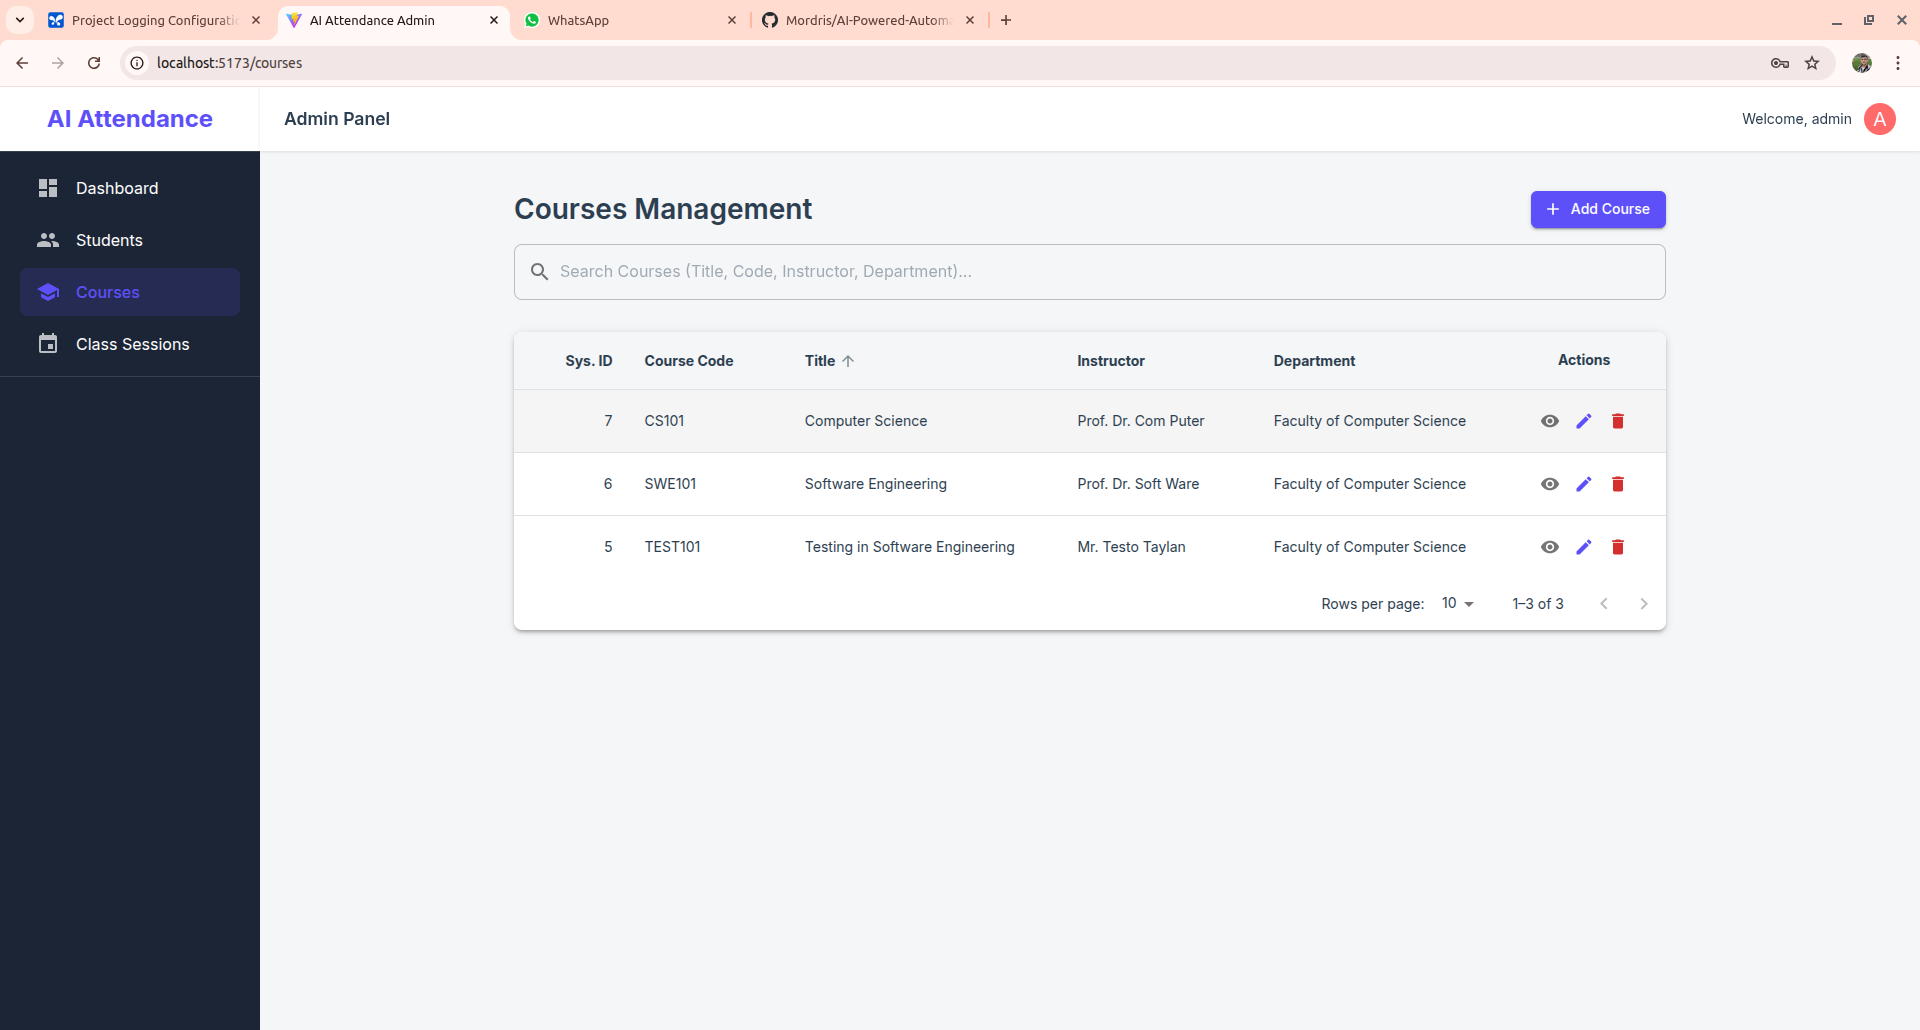 Project Logging Configurati
AI Attendance Admin
WhatsApp
Mordris/AI-Powered-Autom
localhost:5173/courses
AI Attendance
Admin Panel
Welcome, admin
A
Dashboard
Students
Courses
Class Sessions
Courses Management
+ Add Course
Search Courses (Title, Code, Instructor, Department)...
Sys. ID Course Code Title Instructor Department Actions
7 CS101 Computer Science Prof. Dr. Com Puter Faculty of Computer Science
6 SWE101 Software Engineering Prof. Dr. Soft Ware Faculty of Computer Science
5 TEST101 Testing in Software Engineering Mr. Testo Taylan Faculty of Computer Science
Rows per page: 10 1–3 of 3